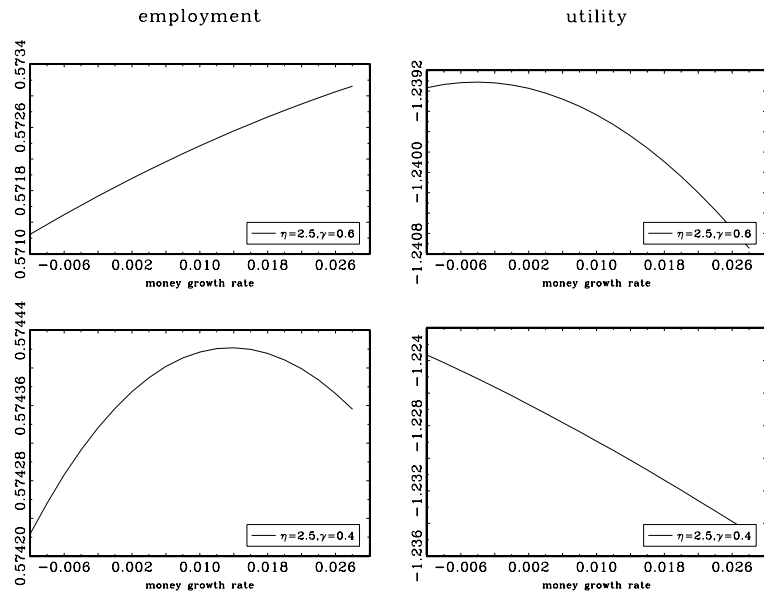 employment
utility
0.5734
0.5726
0.5718
0.5710
-0.006 0.002 0.010 0.018 0.026
money growth rate
η=2.5,γ=0.6
-1.2392
-1.2400
-1.2408
-0.006 0.002 0.010 0.018 0.026
money growth rate
η=2.5,γ=0.6
0.57444
0.57436
0.57428
0.57420
-0.006 0.002 0.010 0.018 0.026
money growth rate
η=2.5,γ=0.4
-1.224
-1.228
-1.232
-1.236
-0.006 0.002 0.010 0.018 0.026
money growth rate
η=2.5,γ=0.4